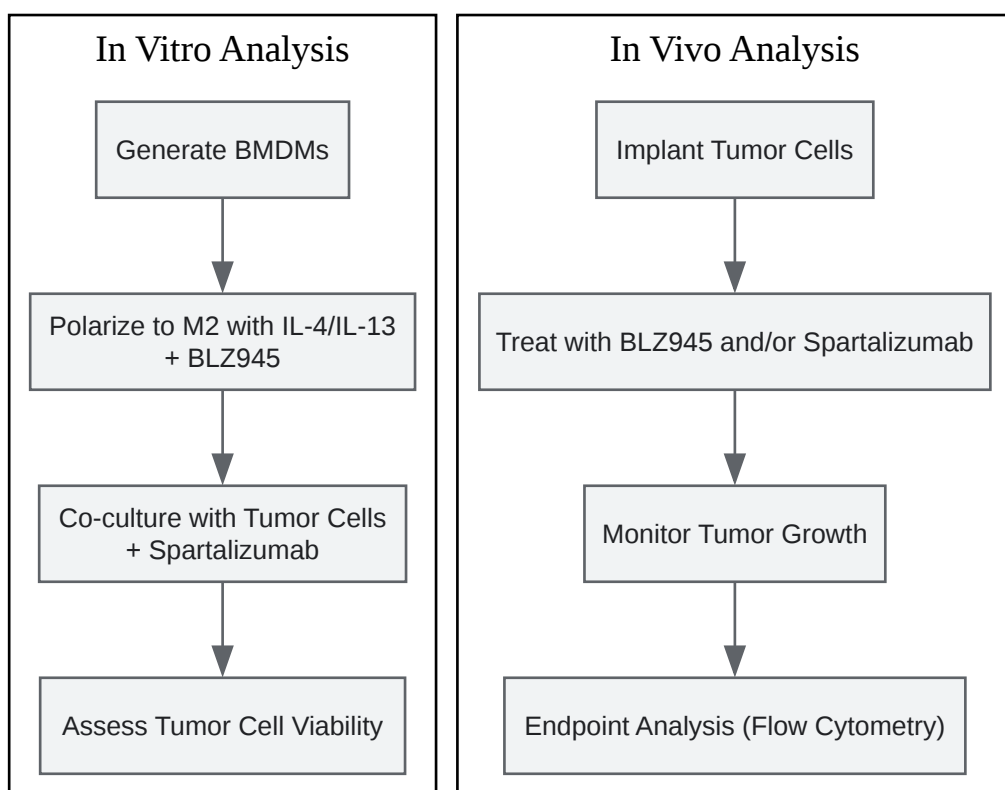 In Vitro Analysis
Generate BMDMs
Polarize to M2 with IL-4/IL-13
+ BLZ945
Co-culture with Tumor Cells
+ Spartalizumab
Assess Tumor Cell Viability
In Vivo Analysis
Implant Tumor Cells
Treat with BLZ945 and/or Spartalizumab
Monitor Tumor Growth
Endpoint Analysis (Flow Cytometry)